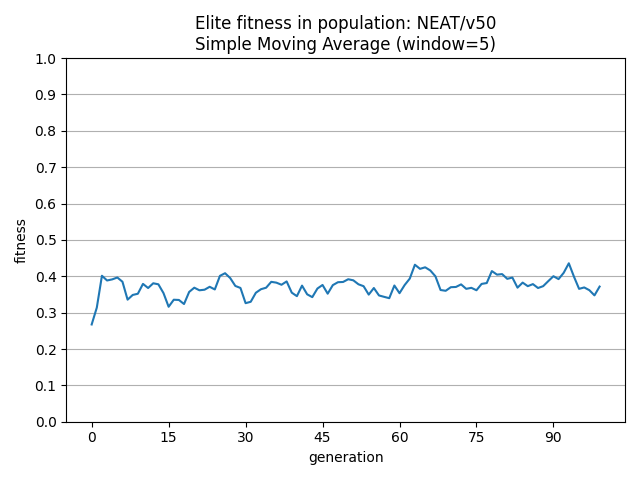 Elite fitness in population: NEAT/v50
Simple Moving Average (window=5)
1.0
0.9
0.8
0.7
0.6
0.5
0.4
0.3
0.2
0.1
0.0
fitness
0 15 30 45 60 75 90
generation